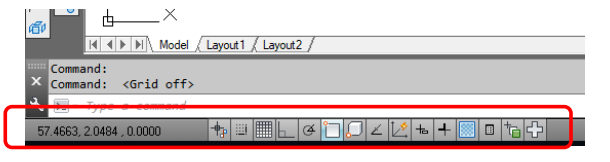 Model / Layout1 / Layout2 /
Command:
Command: <Grid off>
Type a command
57.4663, 2.0484 , 0.0000